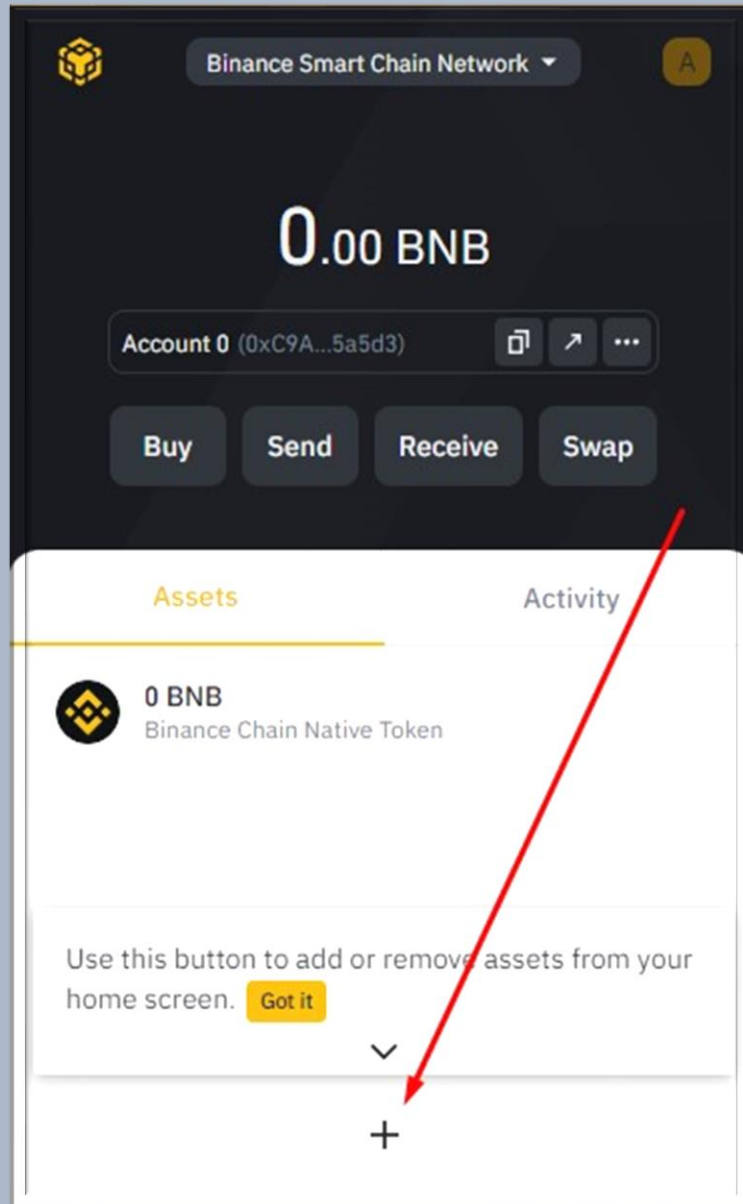 Binance Smart Chain Network
A
0.00 BNB
Account 0 (0xC9A...5a5d3)
Buy Send Receive Swap
Assets Activity
0 BNB
Binance Chain Native Token
Use this button to add or remove assets from your
home screen. Got it